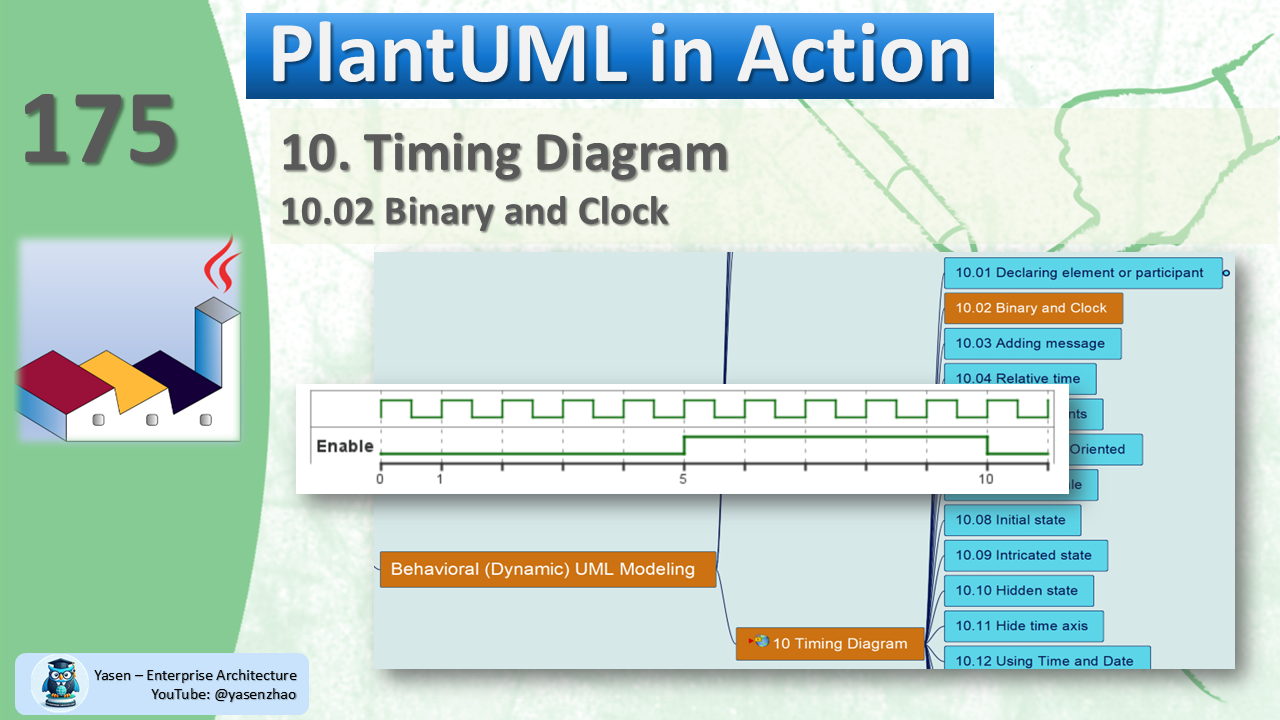 PlantUML in Action
175
10. Timing Diagram
10.02 Binary and Clock
10.01 Declaring element or participant
10.02 Binary and Clock
10.03 Adding message
10.04 Relative time
nts
Oriented
le
10.08 Initial state
10.09 Intricated state
10.10 Hidden state
10.11 Hide time axis
10.12 Using Time and Date
Enable
0 1 5 10
Behavioral (Dynamic) UML Modeling
10 Timing Diagram
Yasen – Enterprise Architecture
YouTube: @yasenzhao